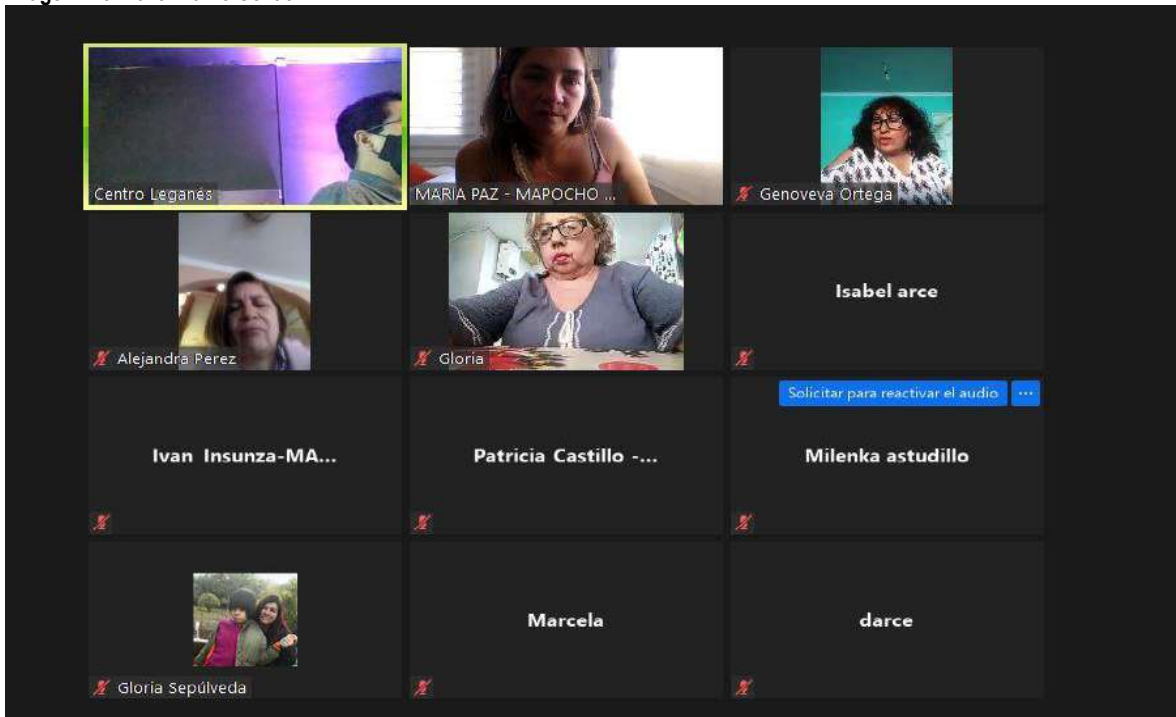 Centro Leganés
MARIA PAZ - MAPOCHO ...
Genoveva Ortega
Alejandra Perez
Gloria
Isabel arce
Solicitar para reactivar el audio ...
Ivan Insunza-MA...
Patricia Castillo -...
Milenka astudillo
Gloria Sepúlveda
Marcela
darce